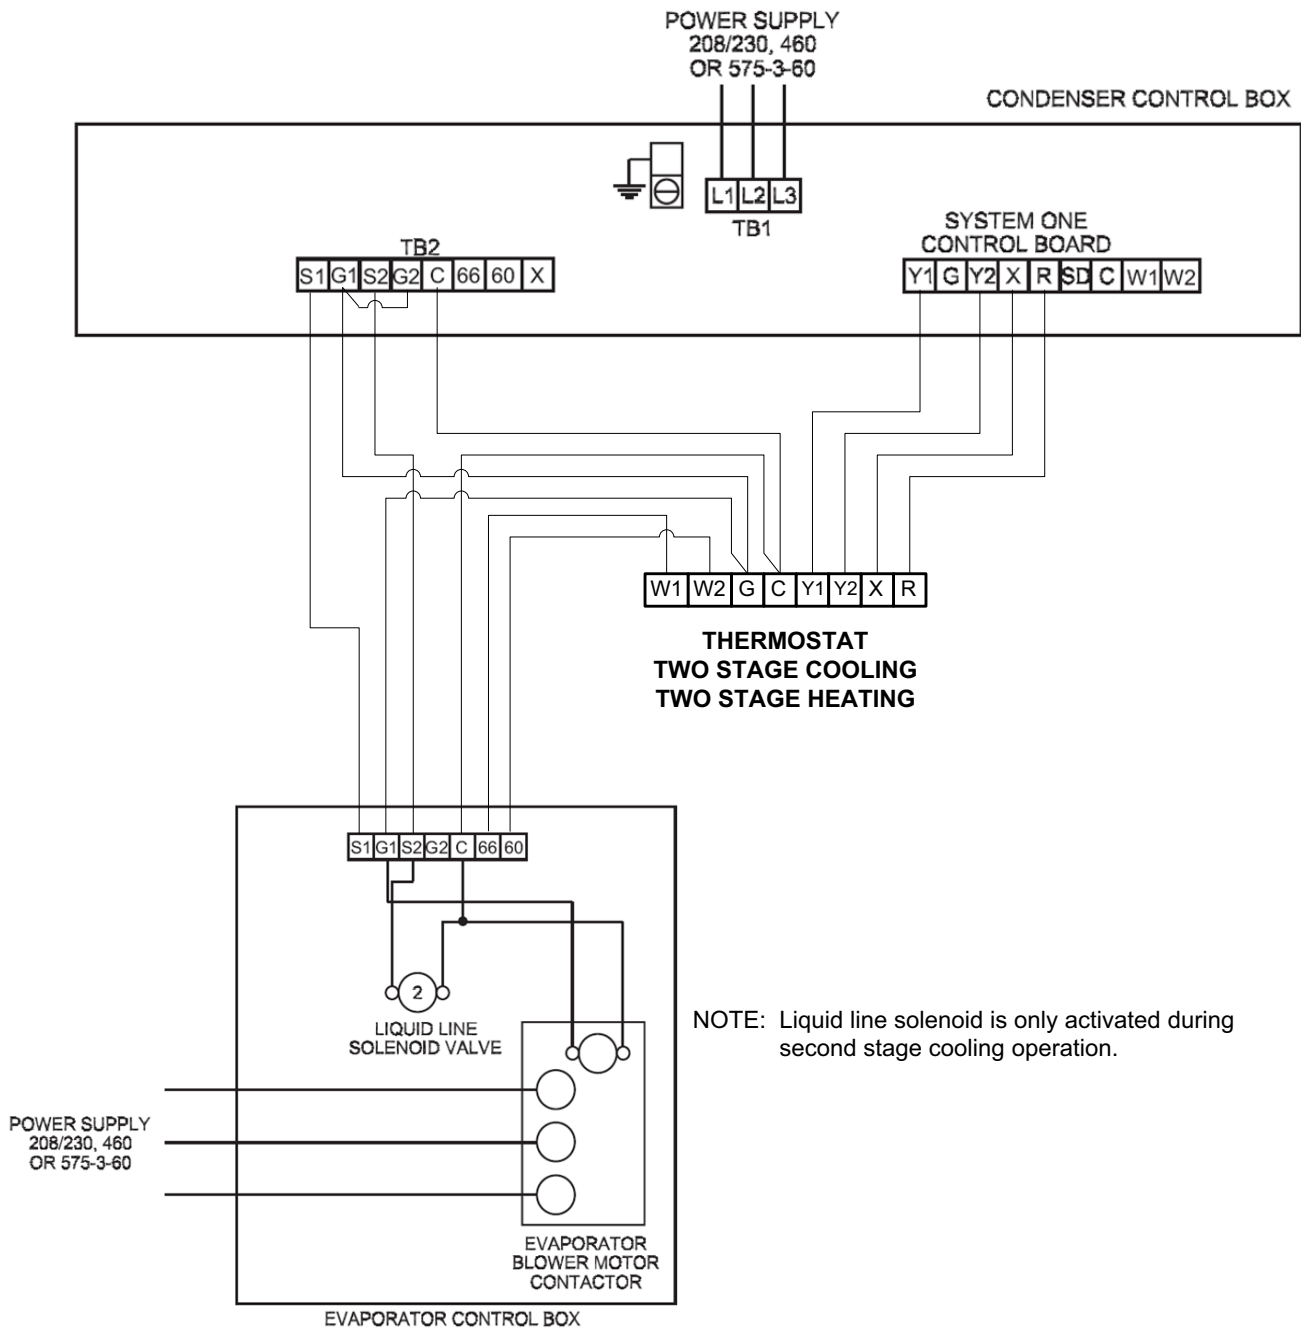 POWER SUPPLY
208/230, 460
OR 575-3-60
CONDENSER CONTROL BOX
L1 L2 L3
TB1
SYSTEM ONE
CONTROL BOARD
TB2
S1 G1 S2 G2 C 66 60 X
Y1 G Y2 X R SD C W1 W2
W1 W2 G C Y1 Y2 X R
THERMOSTAT
TWO STAGE COOLING
TWO STAGE HEATING
S1 G1 S2 G2 C 66 60
2
LIQUID LINE
SOLENOID VALVE
NOTE: Liquid line solenoid is only activated during
second stage cooling operation.
POWER SUPPLY
208/230, 460
OR 575-3-60
EVAPORATOR
BLOWER MOTOR
CONTACTOR
EVAPORATOR CONTROL BOX